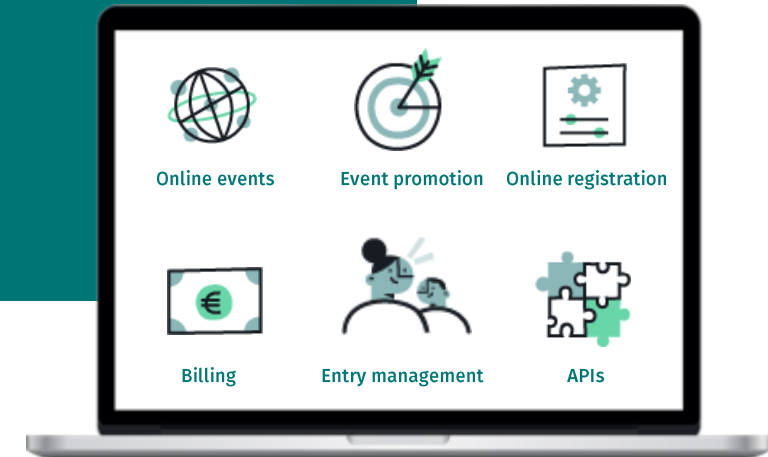 Online events
Event promotion
Online registration
€
Billing
Entry management
APIs